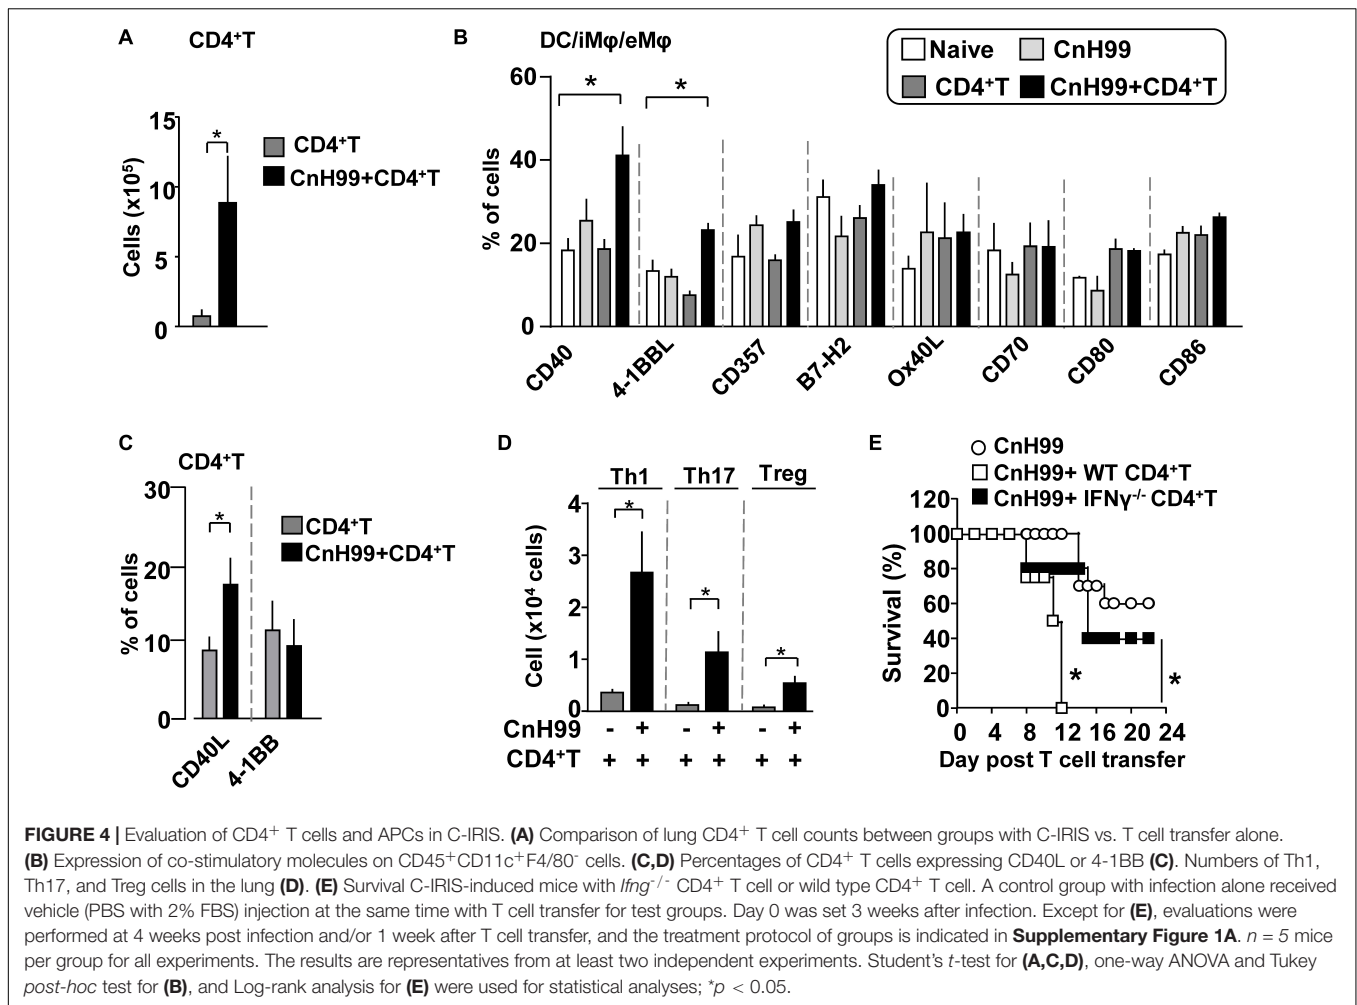 A
CD4⁺T
15
10
5
0
Cells (x10⁵)
*
CD4⁺T
CnH99+CD4⁺T
B
DC/iMφ/eMφ
Naive
CnH99
CD4⁺T
CnH99+CD4⁺T
60
40
20
0
% of cells
*
*
CD40
4-1BBL
CD357
B7-H2
Ox40L
CD70
CD80
CD86
C
CD4⁺T
30
20
10
0
% of cells
*
CD4⁺T
CnH99+CD4⁺T
CD40L
4-1BB
D
Th1
Th17
Treg
4
3
2
1
0
Cell (x10⁴ cells)
*
*
*
CnH99 - + - + - +
CD4⁺T + + + + + +
E
CnH99
CnH99+ WT CD4⁺T
CnH99+ IFNγ⁻/⁻ CD4⁺T
120
100
80
60
40
20
0
Survival (%)
*
*
0 4 8 12 16 20 24
Day post T cell transfer
FIGURE 4 | Evaluation of CD4⁺ T cells and APCs in C-IRIS. (A) Comparison of lung CD4⁺ T cell counts between groups with C-IRIS vs. T cell transfer alone.
(B) Expression of co-stimulatory molecules on CD45⁺CD11c⁺F4/80⁻ cells. (C,D) Percentages of CD4⁺ T cells expressing CD40L or 4-1BB (C). Numbers of Th1,
Th17, and Treg cells in the lung (D). (E) Survival C-IRIS-induced mice with Ifng⁻/⁻ CD4⁺ T cell or wild type CD4⁺ T cell. A control group with infection alone received
vehicle (PBS with 2% FBS) injection at the same time with T cell transfer for test groups. Day 0 was set 3 weeks after infection. Except for (E), evaluations were
performed at 4 weeks post infection and/or 1 week after T cell transfer, and the treatment protocol of groups is indicated in Supplementary Figure 1A. n = 5 mice
per group for all experiments. The results are representatives from at least two independent experiments. Student's t-test for (A,C,D), one-way ANOVA and Tukey
post-hoc test for (B), and Log-rank analysis for (E) were used for statistical analyses; *p < 0.05.